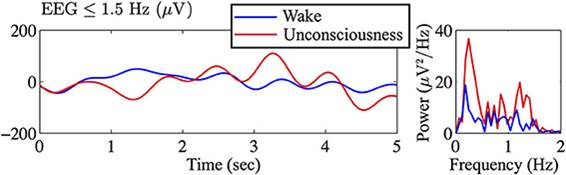 EEG ≤ 1.5 Hz (μV)
Wake
Unconsciousness
200
0
−200
0
1
2
3
4
5
Time (sec)
Power (μV²/Hz)
40
20
0
0
1
2
Frequency (Hz)